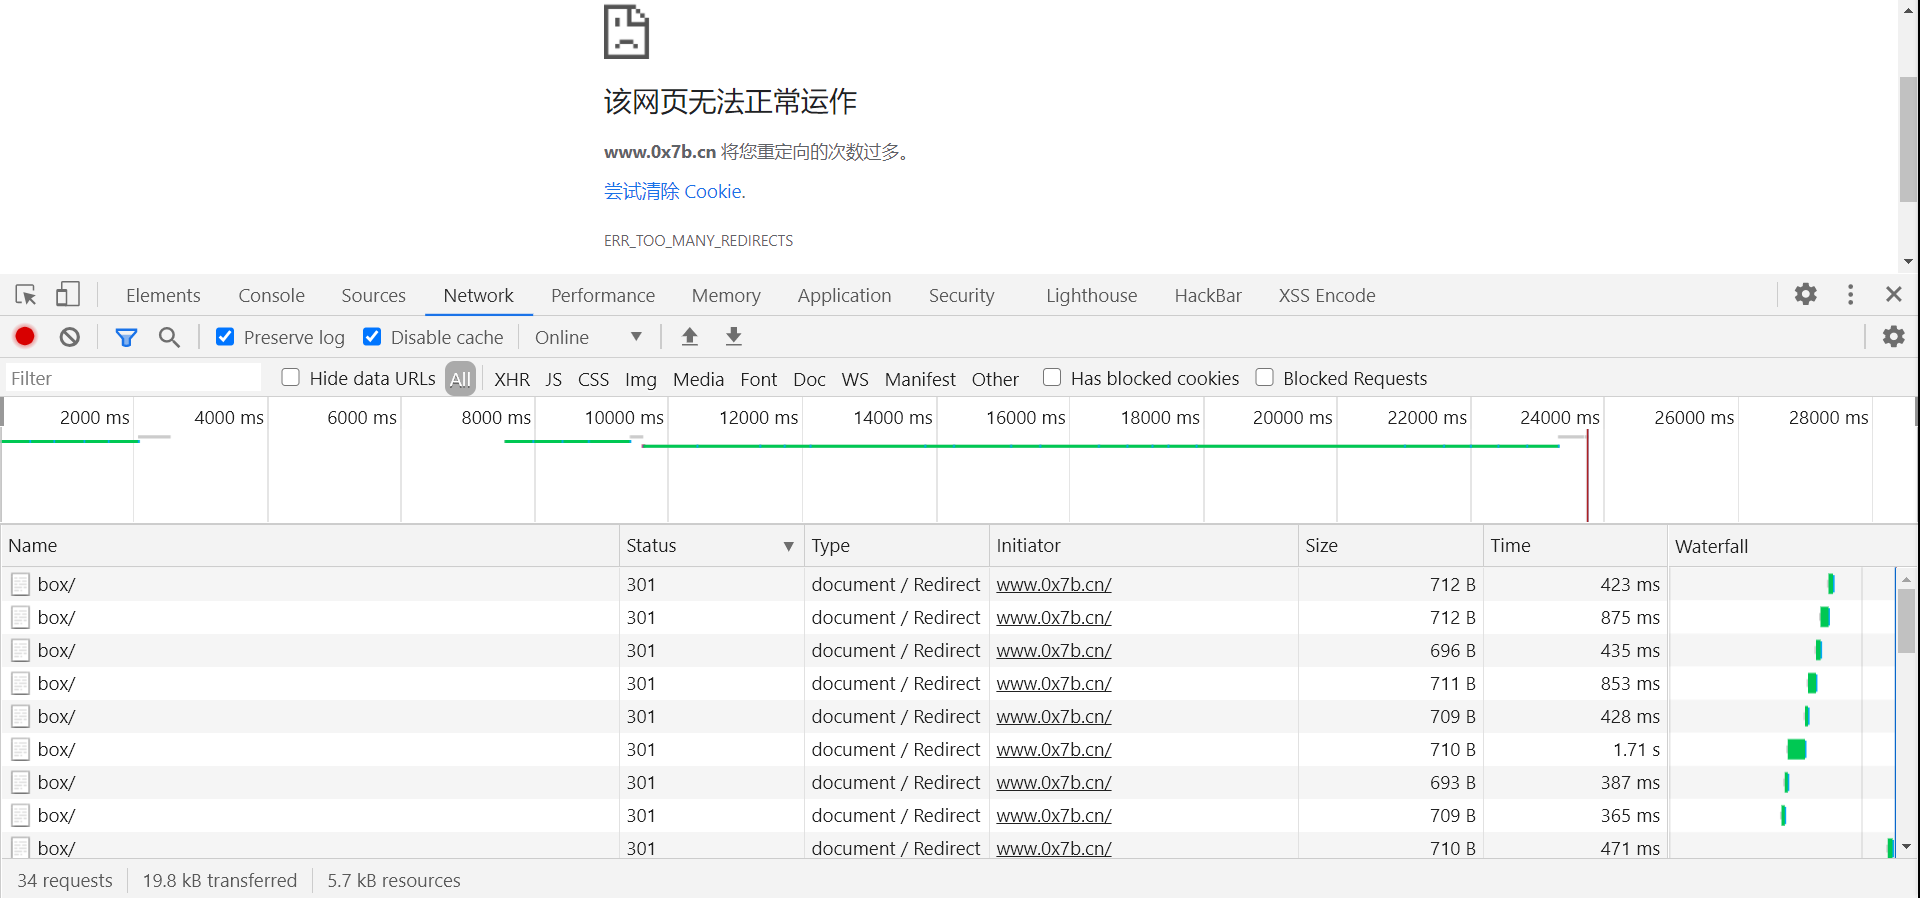 该网页无法正常运作
www.0x7b.cn 将您重定向的次数过多。
尝试清除 Cookie.
ERR_TOO_MANY_REDIRECTS
Elements Console Sources Network Performance Memory Application Security Lighthouse HackBar XSS Encode
Preserve log Disable cache Online
Filter Hide data URLs All XHR JS CSS Img Media Font Doc WS Manifest Other Has blocked cookies Blocked Requests
2000 ms 4000 ms 6000 ms 8000 ms 10000 ms 12000 ms 14000 ms 16000 ms 18000 ms 20000 ms 22000 ms 24000 ms 26000 ms 28000 ms
Name Status Type Initiator Size Time Waterfall
box/ 301 document / Redirect www.0x7b.cn/ 712 B 423 ms
box/ 301 document / Redirect www.0x7b.cn/ 712 B 875 ms
box/ 301 document / Redirect www.0x7b.cn/ 696 B 435 ms
box/ 301 document / Redirect www.0x7b.cn/ 711 B 853 ms
box/ 301 document / Redirect www.0x7b.cn/ 709 B 428 ms
box/ 301 document / Redirect www.0x7b.cn/ 710 B 1.71 s
box/ 301 document / Redirect www.0x7b.cn/ 693 B 387 ms
box/ 301 document / Redirect www.0x7b.cn/ 709 B 365 ms
box/ 301 document / Redirect www.0x7b.cn/ 710 B 471 ms
34 requests 19.8 kB transferred 5.7 kB resources